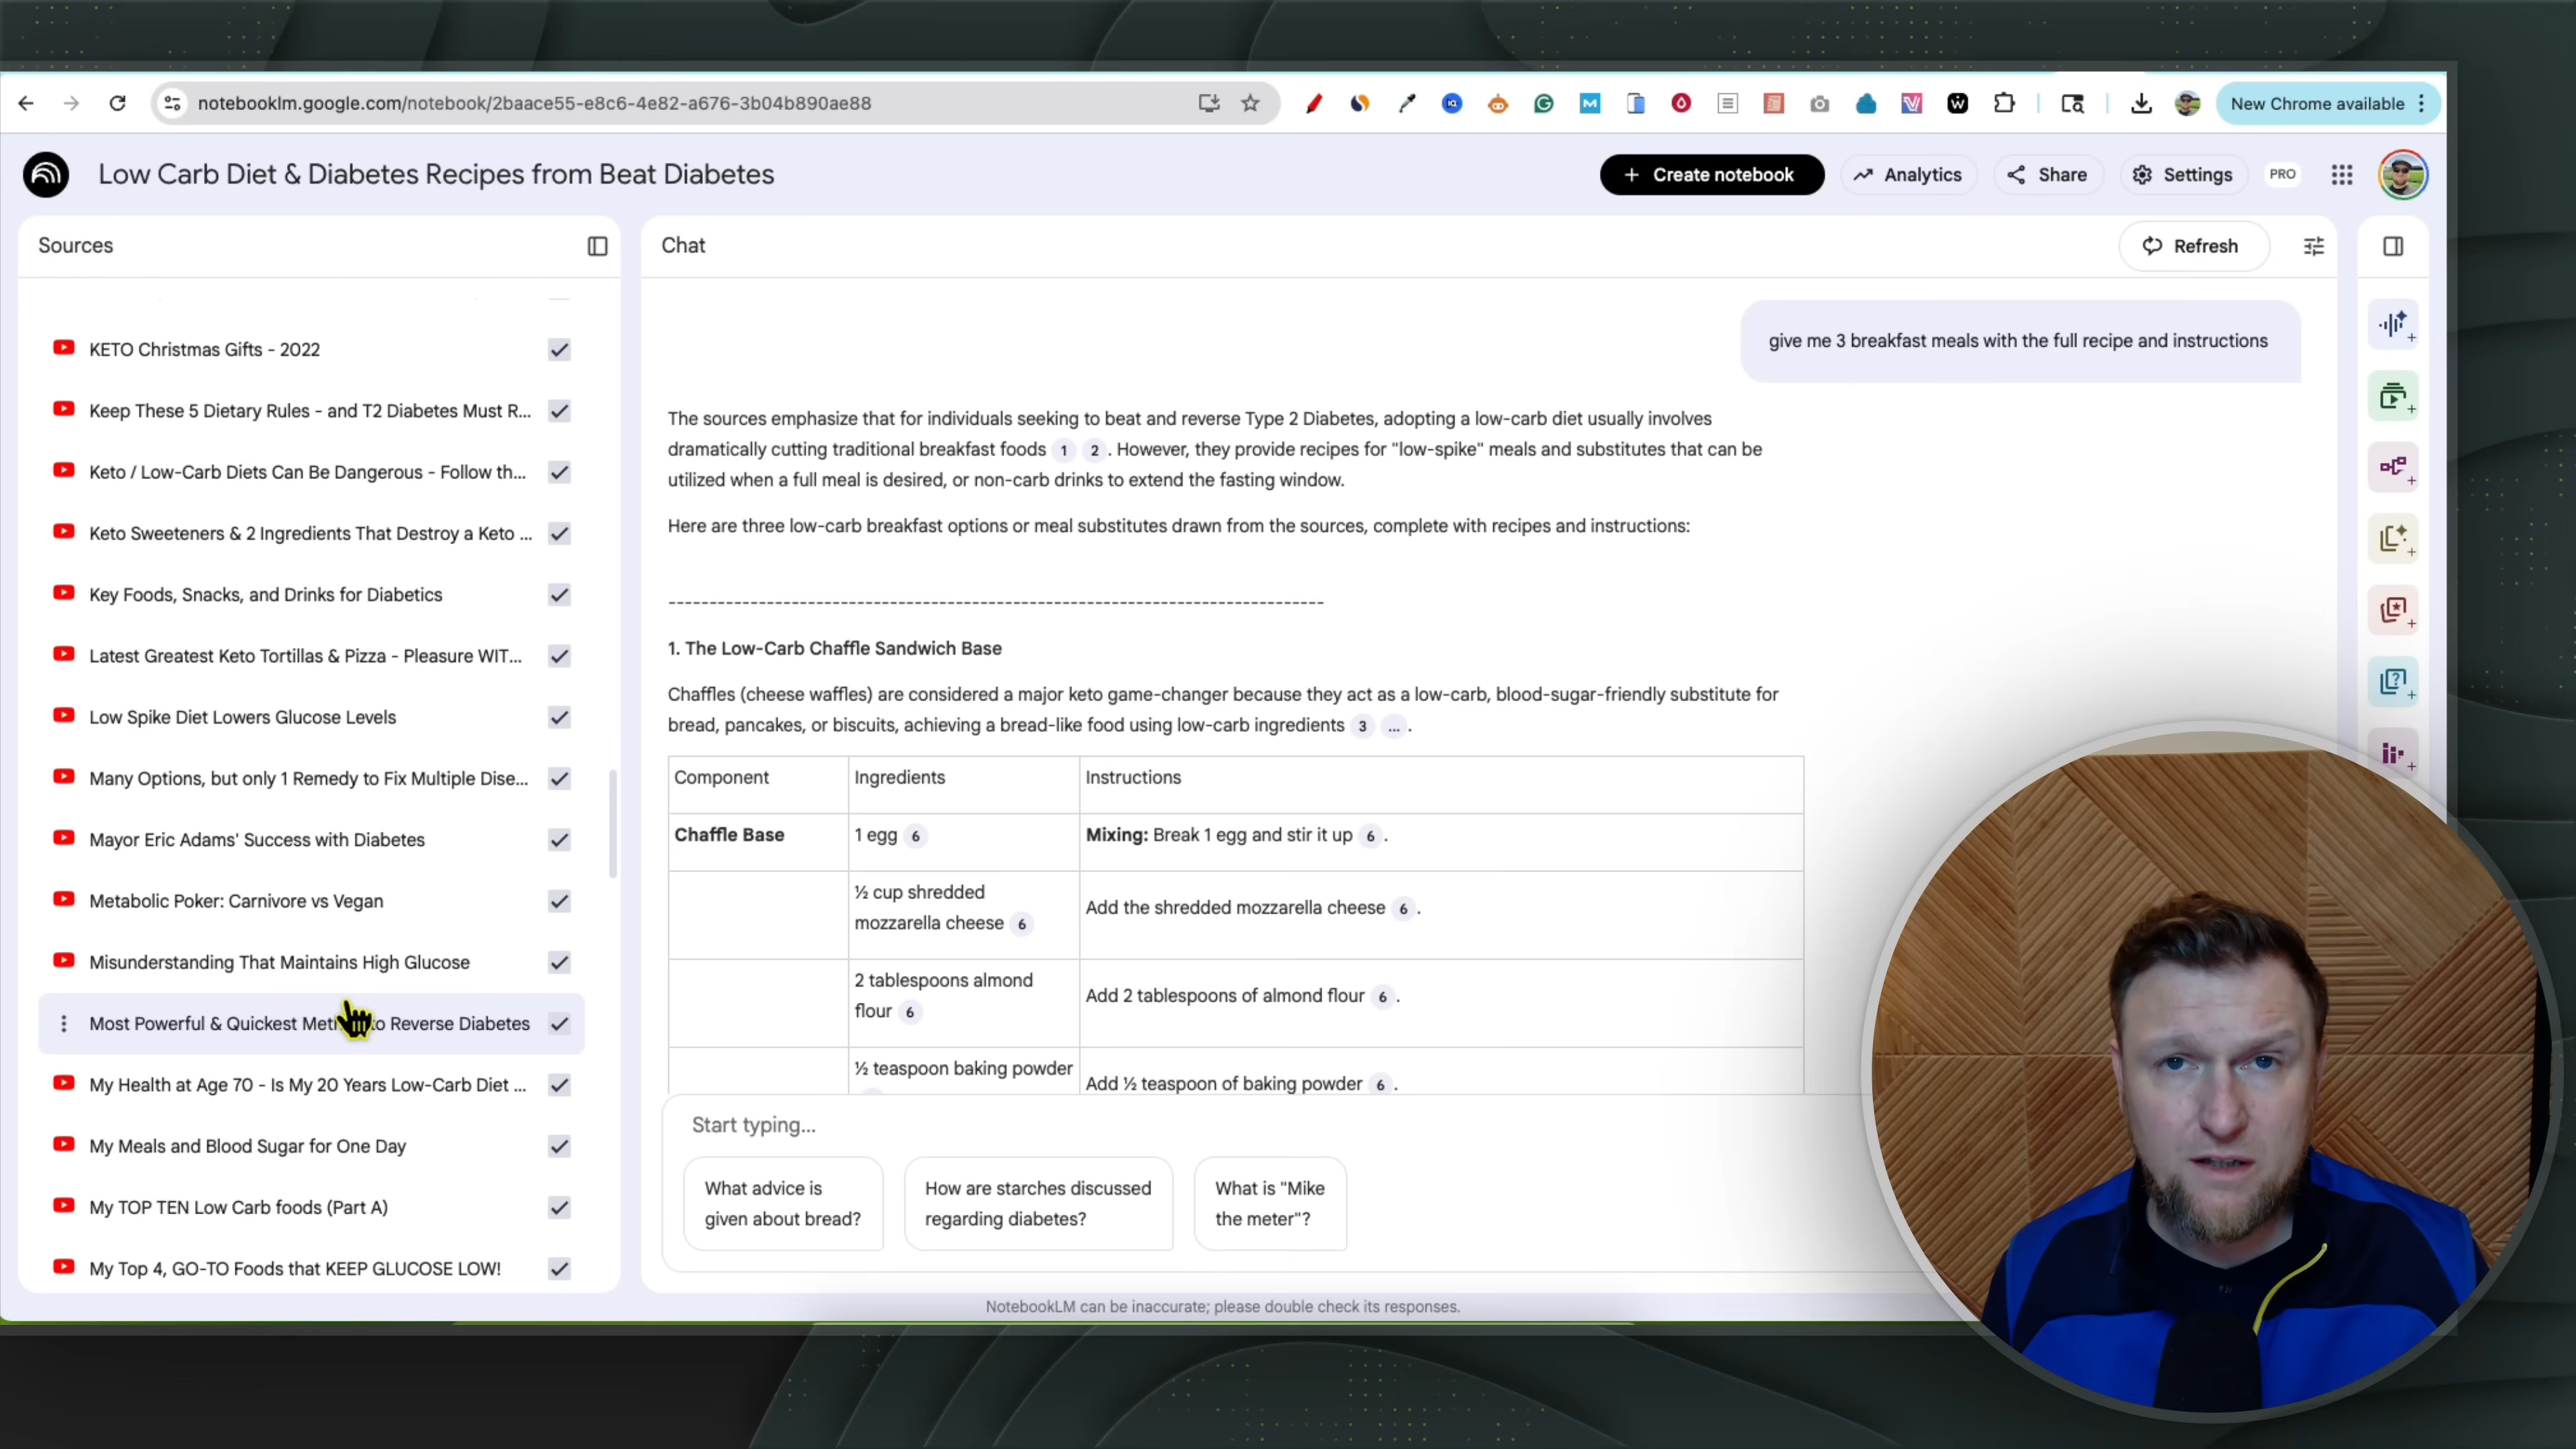 notebooklm.google.com/notebook/2baace55-e8c6-4e82-a676-3b04b890ae88
New Chrome available
Low Carb Diet & Diabetes Recipes from Beat Diabetes
Create notebook
Analytics
Share
Settings
PRO
Sources
KETO Christmas Gifts - 2022
Keep These 5 Dietary Rules - and T2 Diabetes Must R...
Keto / Low-Carb Diets Can Be Dangerous - Follow th...
Keto Sweeteners & 2 Ingredients That Destroy a Keto ...
Key Foods, Snacks, and Drinks for Diabetics
Latest Greatest Keto Tortillas & Pizza - Pleasure WIT...
Low Spike Diet Lowers Glucose Levels
Many Options, but only 1 Remedy to Fix Multiple Dise...
Mayor Eric Adams' Success with Diabetes
Metabolic Poker: Carnivore vs Vegan
Misunderstanding That Maintains High Glucose
Most Powerful & Quickest Met to Reverse Diabetes
My Health at Age 70 - Is My 20 Years Low-Carb Diet ...
My Meals and Blood Sugar for One Day
My TOP TEN Low Carb foods (Part A)
My Top 4, GO-TO Foods that KEEP GLUCOSE LOW!
Chat
Refresh
give me 3 breakfast meals with the full recipe and instructions
The sources emphasize that for individuals seeking to beat and reverse Type 2 Diabetes, adopting a low-carb diet usually involves
dramatically cutting traditional breakfast foods 1 2 . However, they provide recipes for "low-spike" meals and substitutes that can be
utilized when a full meal is desired, or non-carb drinks to extend the fasting window.
Here are three low-carb breakfast options or meal substitutes drawn from the sources, complete with recipes and instructions:
1. The Low-Carb Chaffle Sandwich Base
Chaffles (cheese waffles) are considered a major keto game-changer because they act as a low-carb, blood-sugar-friendly substitute for
bread, pancakes, or biscuits, achieving a bread-like food using low-carb ingredients 3 ... .
Component Ingredients Instructions
Chaffle Base 1 egg 6 Mixing: Break 1 egg and stir it up 6 .
½ cup shredded
mozzarella cheese 6
Add the shredded mozzarella cheese 6 .
2 tablespoons almond
flour 6
Add 2 tablespoons of almond flour 6 .
½ teaspoon baking powder
Add ½ teaspoon of baking powder 6 .
Start typing...
What advice is
given about bread?
How are starches discussed
regarding diabetes?
What is "Mike
the meter"?
NotebookLM can be inaccurate; please double check its responses.